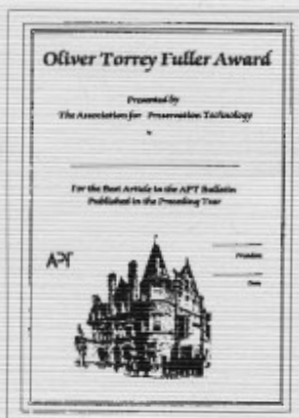 Oliver Torrey Fuller Award
Presented by
The Association for Preservation Technology
to
For the Best Article in the APT Bulletin
Published in the Preceding Year
APT
President
Date